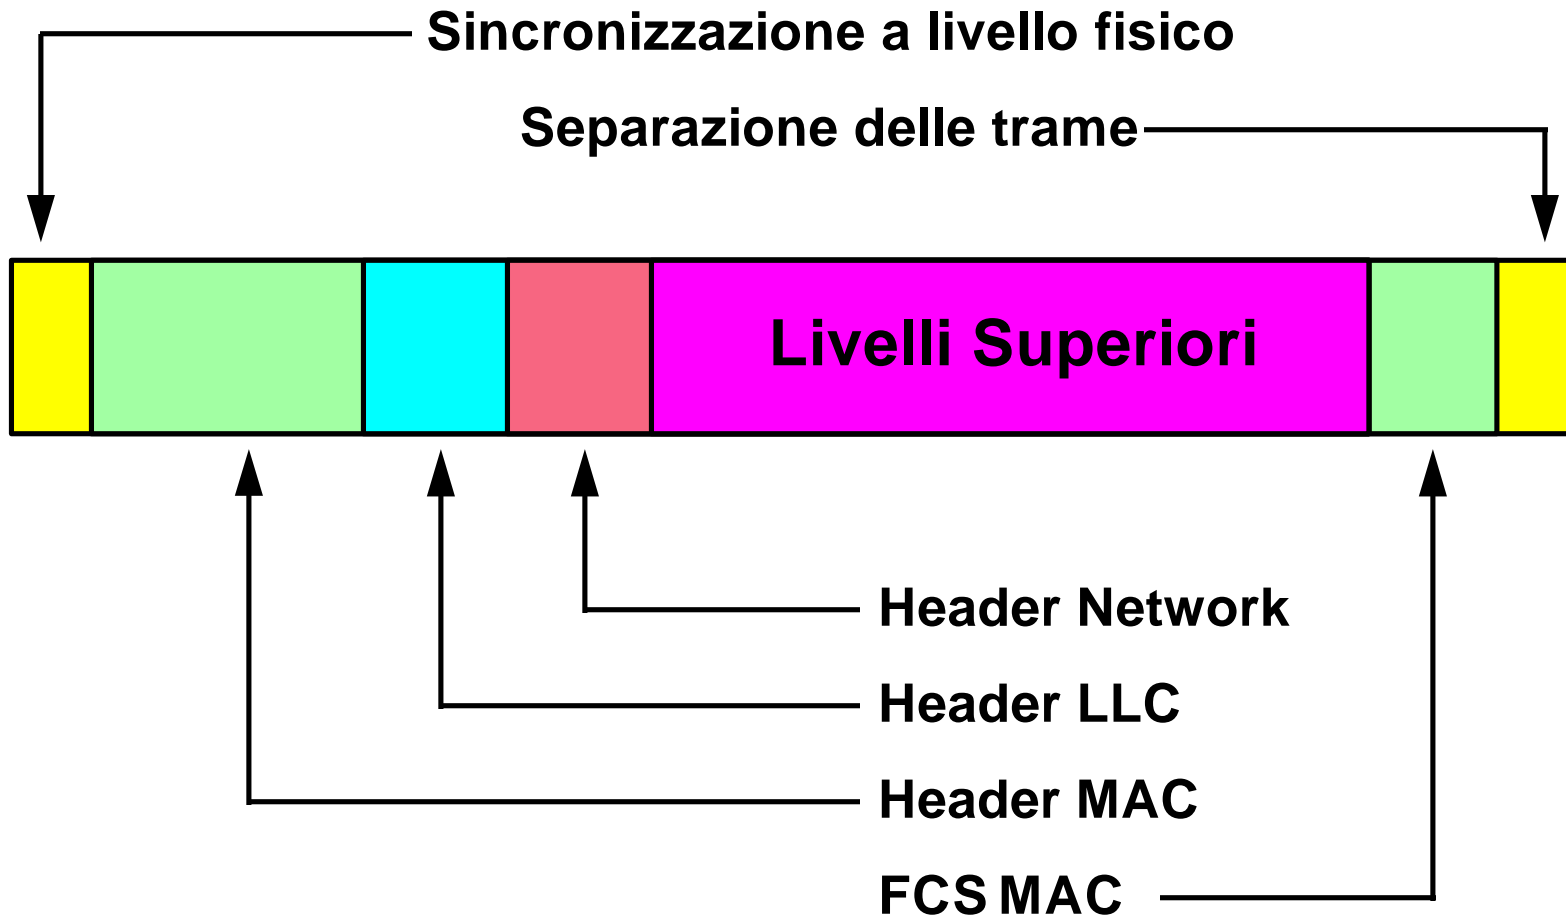 Sincronizzazione a livello fisico
Separazione delle trame
Livelli Superiori
Header Network
Header LLC
Header MAC
FCS MAC